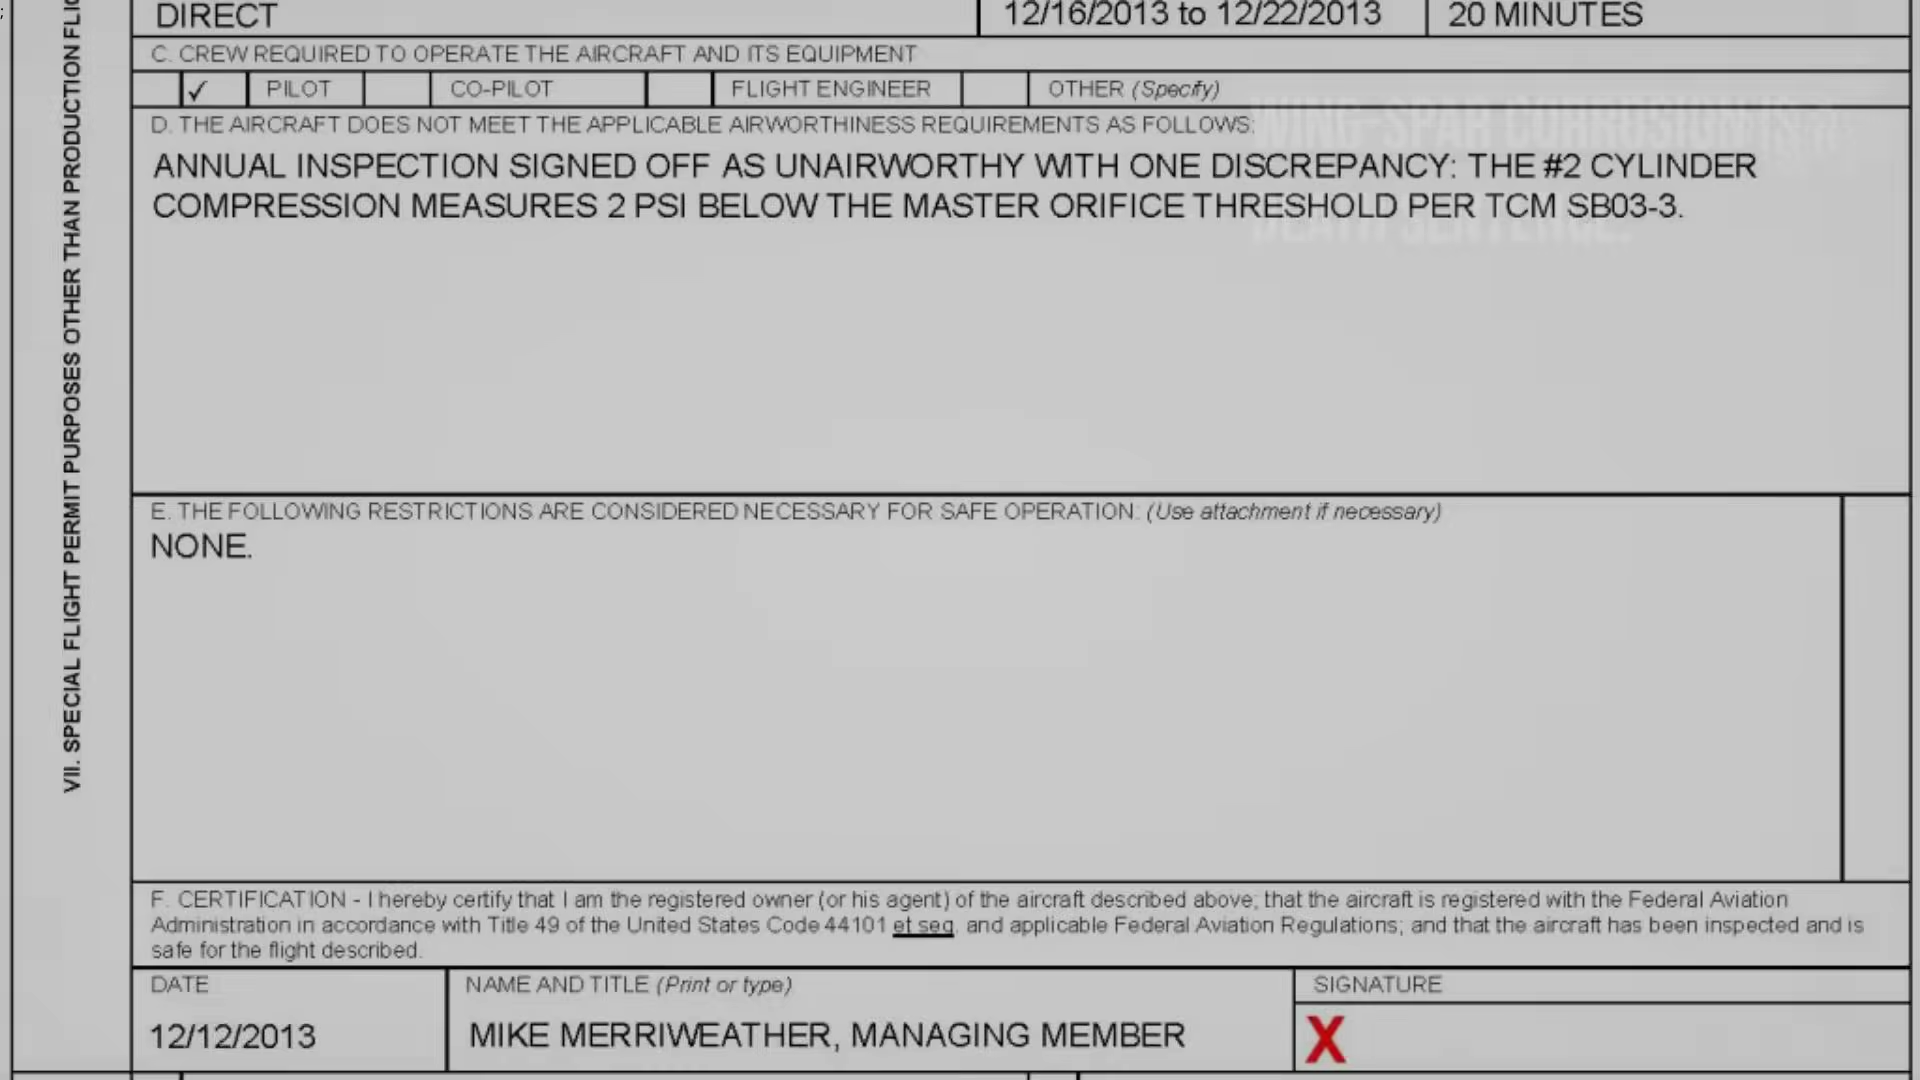 DIRECT
12/16/2013 to 12/22/2013
20 MINUTES
C. CREW REQUIRED TO OPERATE THE AIRCRAFT AND ITS EQUIPMENT
✓ PILOT
CO-PILOT
FLIGHT ENGINEER
OTHER (Specify)
D. THE AIRCRAFT DOES NOT MEET THE APPLICABLE AIRWORTHINESS REQUIREMENTS AS FOLLOWS:
WING-SPAR CORROSION IS
ANNUAL INSPECTION SIGNED OFF AS UNAIRWORTHY WITH ONE DISCREPANCY: THE #2 CYLINDER
COMPRESSION MEASURES 2 PSI BELOW THE MASTER ORIFICE THRESHOLD PER TCM SB03-3.
DEATH SENTENCE.
E. THE FOLLOWING RESTRICTIONS ARE CONSIDERED NECESSARY FOR SAFE OPERATION: (Use attachment if necessary)
NONE.
F. CERTIFICATION - I hereby certify that I am the registered owner (or his agent) of the aircraft described above; that the aircraft is registered with the Federal Aviation
Administration in accordance with Title 49 of the United States Code 44101 et seq. and applicable Federal Aviation Regulations; and that the aircraft has been inspected and is
safe for the flight described.
DATE
NAME AND TITLE (Print or type)
SIGNATURE
12/12/2013
MIKE MERRIWEATHER, MANAGING MEMBER
X
VII. SPECIAL FLIGHT PERMIT PURPOSES OTHER THAN PRODUCTION